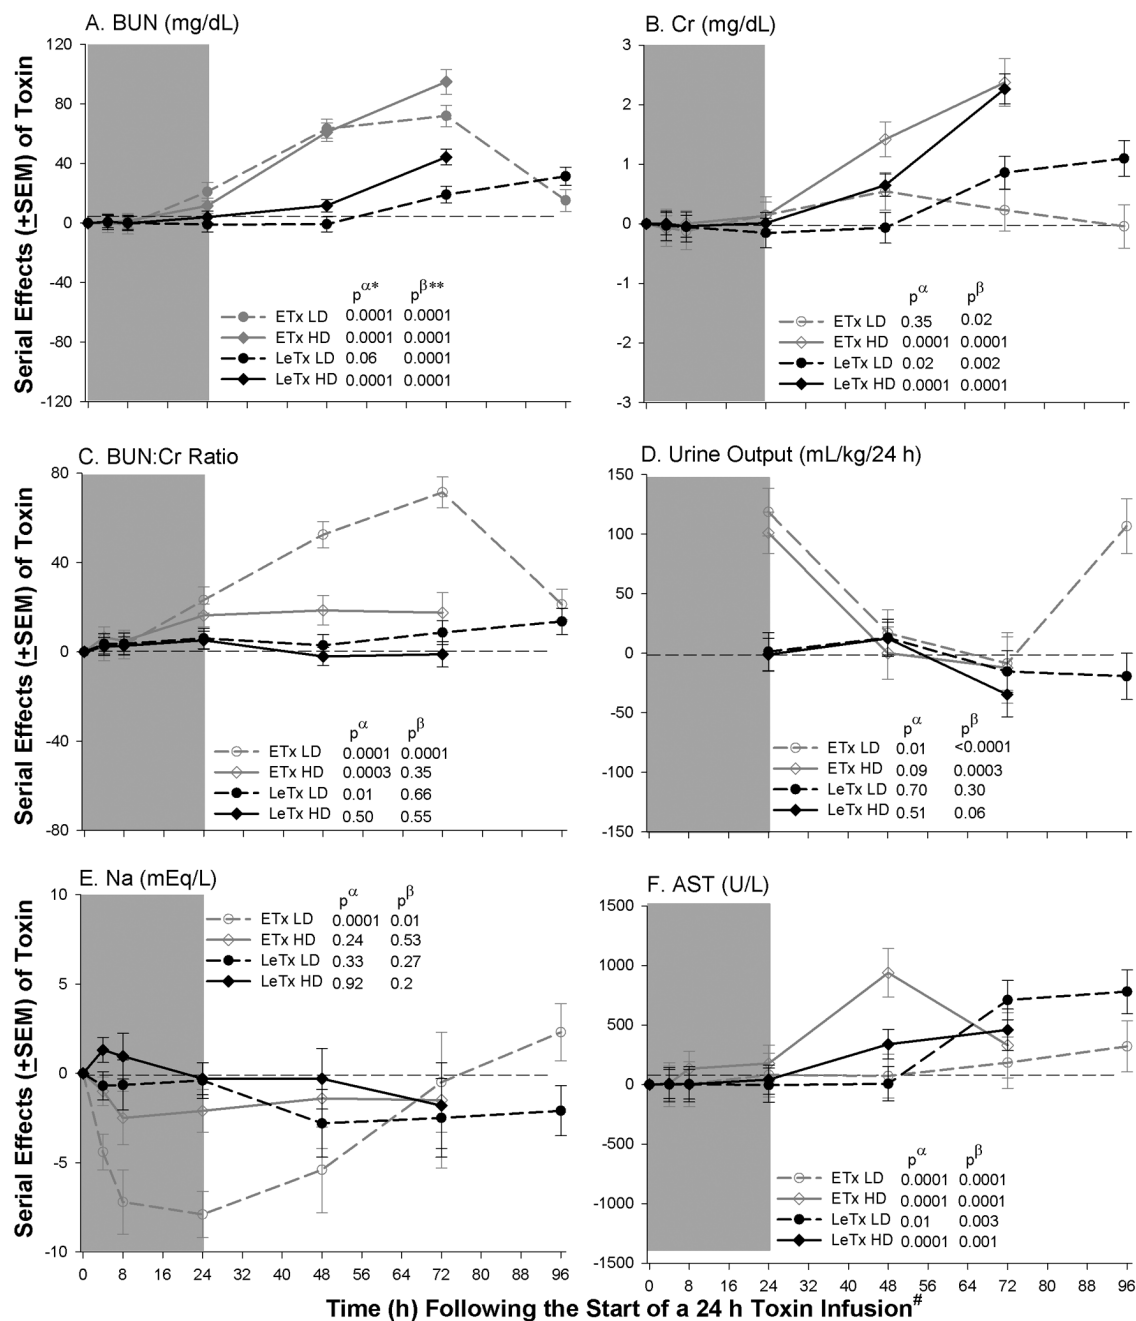 A. BUN (mg/dL)
120
80
40
0
-40
-80
-120
Serial Effects (±SEM) of Toxin
pα* pβ**
ETx LD 0.0001 0.0001
ETx HD 0.0001 0.0001
LeTx LD 0.06 0.0001
LeTx HD 0.0001 0.0001
B. Cr (mg/dL)
3
2
1
0
-1
-2
-3
pα pβ
ETx LD 0.35 0.02
ETx HD 0.0001 0.0001
LeTx LD 0.02 0.002
LeTx HD 0.0001 0.0001
C. BUN:Cr Ratio
80
40
0
-40
-80
Serial Effects (±SEM) of Toxin
pα pβ
ETx LD 0.0001 0.0001
ETx HD 0.0003 0.35
LeTx LD 0.01 0.66
LeTx HD 0.50 0.55
D. Urine Output (mL/kg/24 h)
150
100
50
0
-50
-100
-150
pα pβ
ETx LD 0.01 <0.0001
ETx HD 0.09 0.0003
LeTx LD 0.70 0.30
LeTx HD 0.51 0.06
E. Na (mEq/L)
10
5
0
-5
-10
Serial Effects (±SEM) of Toxin
pα pβ
ETx LD 0.0001 0.01
ETx HD 0.24 0.53
LeTx LD 0.33 0.27
LeTx HD 0.92 0.2
0 8 24 32 48 56 64 72 88 96
F. AST (U/L)
1500
1000
500
0
-500
-1000
-1500
pα pβ
ETx LD 0.0001 0.0001
ETx HD 0.0001 0.0001
LeTx LD 0.01 0.003
LeTx HD 0.0001 0.001
0 8 24 32 48 56 64 72 88 96
Time (h) Following the Start of a 24 h Toxin Infusion#